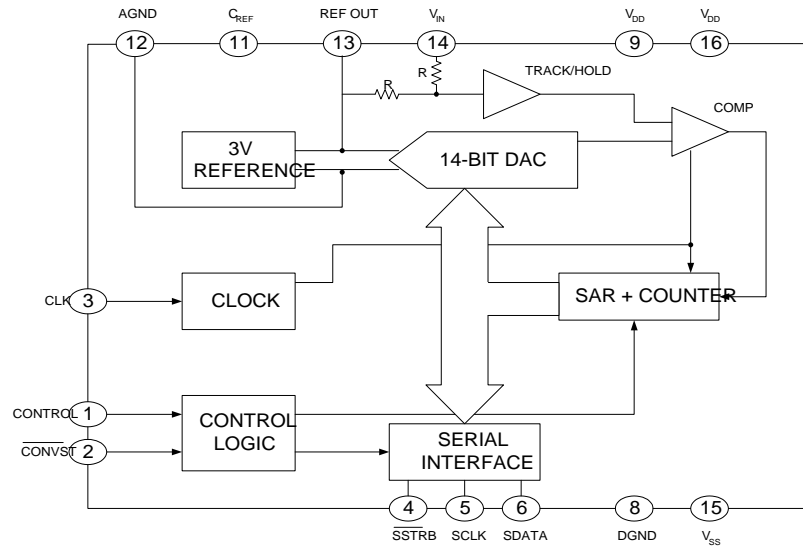 AGND CREF REF OUT VIN VDD VDD
12 11 13 14 9 16
R
R
TRACK/HOLD
COMP
3V
REFERENCE
14-BIT DAC
CLK 3
CLOCK
SAR + COUNTER
CONTROL 1
CONVST 2
CONTROL
LOGIC
SERIAL
INTERFACE
4 5 6 8 15
SSTRB SCLK SDATA DGND VSS